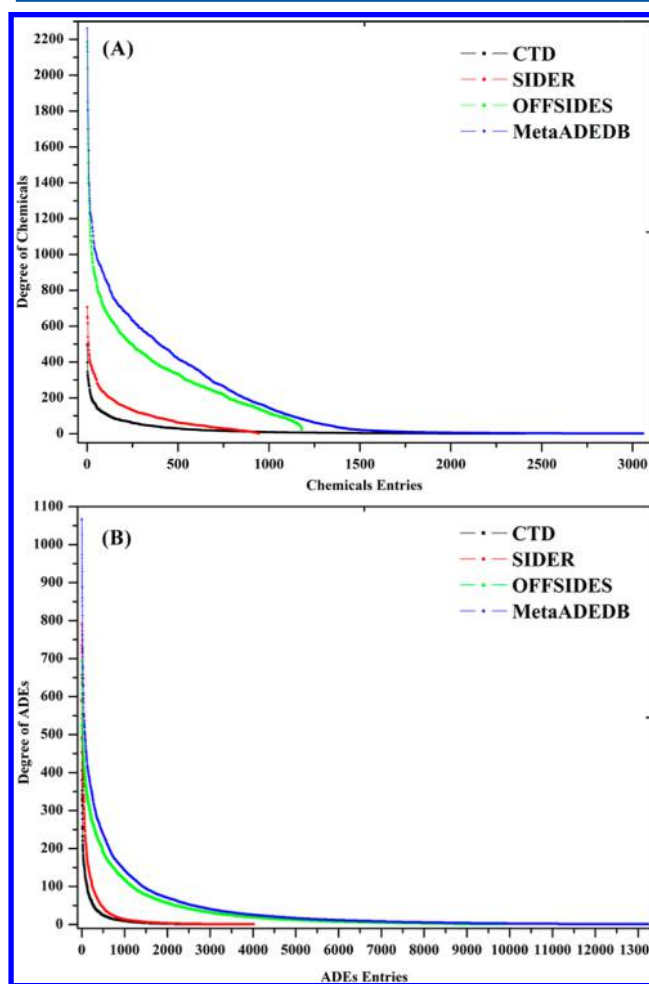 (A)
CTD
SIDER
OFFSIDES
MetaADEDB
Degree of Chemicals
2200
2000
1800
1600
1400
1200
1000
800
600
400
200
0
0 500 1000 1500 2000 2500 3000
Chemicals Entries
(B)
CTD
SIDER
OFFSIDES
MetaADEDB
Degree of ADEs
1100
1000
900
800
700
600
500
400
300
200
100
0
0 1000 2000 3000 4000 5000 6000 7000 8000 9000 10000 11000 12000 13000
ADEs Entries